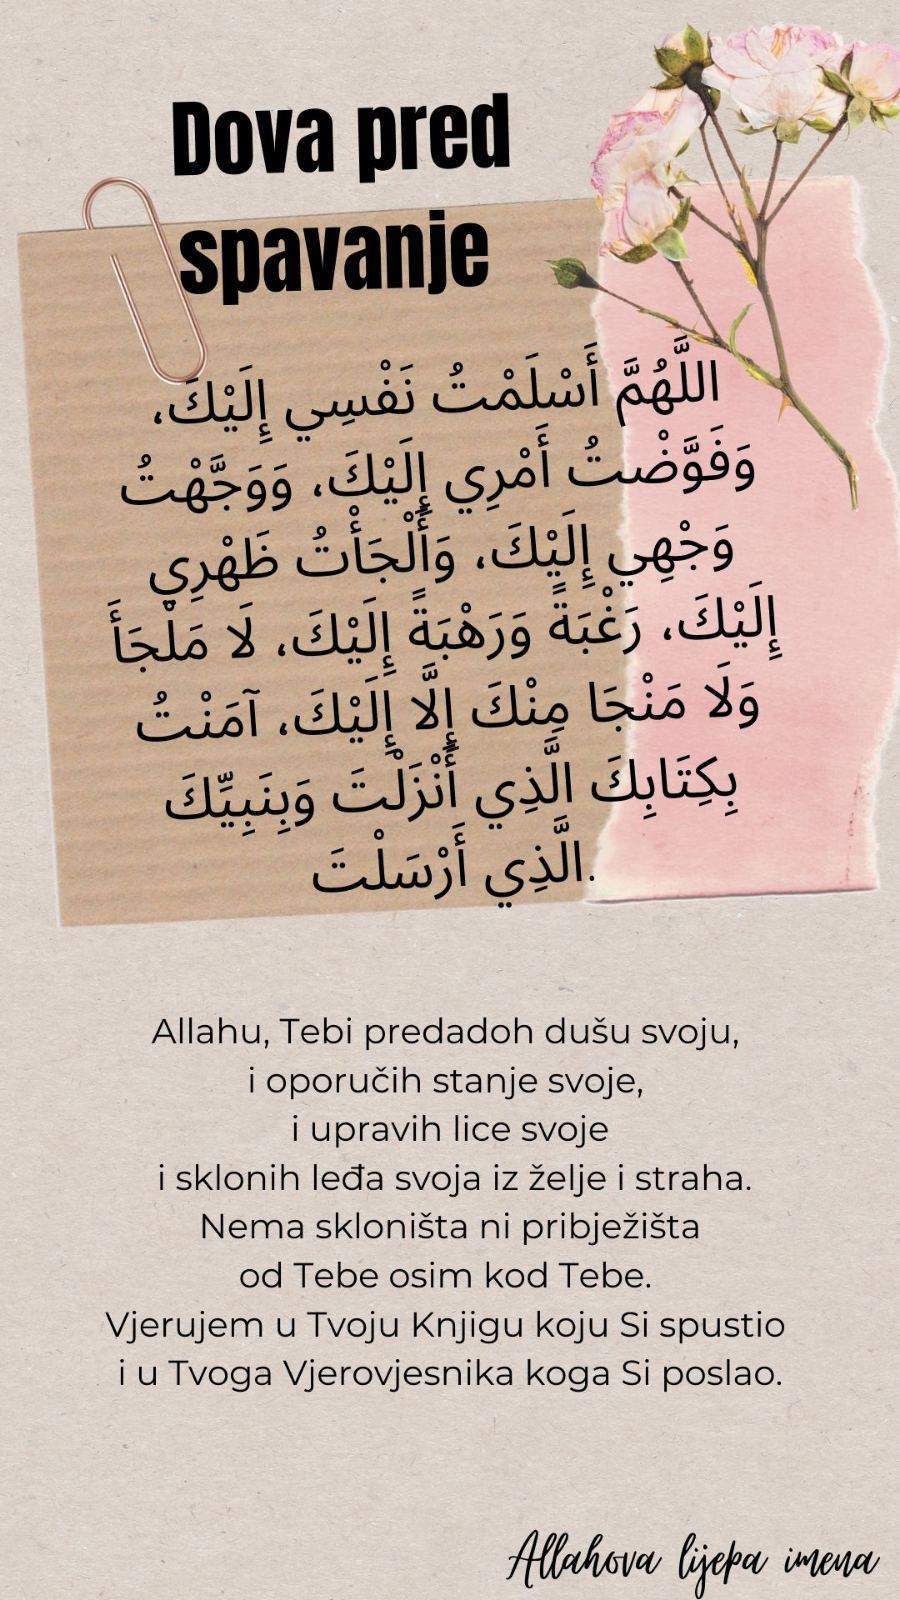 Dova pred
spavanje
اللَّهُمَّ أَسْلَمْتُ نَفْسِي إِلَيْكَ،
وَفَوَّضْتُ أَمْرِي إِلَيْكَ، وَوَجَّهْتُ
وَجْهِي إِلَيْكَ، وَأَلْجَأْتُ ظَهْرِي
إِلَيْكَ، رَغْبَةً وَرَهْبَةً إِلَيْكَ، لَا مَلْجَأَ
وَلَا مَنْجَا مِنْكَ إِلَّا إِلَيْكَ، آمَنْتُ
بِكِتَابِكَ الَّذِي أَنْزَلْتَ وَبِنَبِيِّكَ
.الَّذِي أَرْسَلْتَ
Allahu, Tebi predadoh dušu svoju,
i oporučih stanje svoje,
i upravih lice svoje
i sklonih leđa svoja iz želje i straha.
Nema skloništa ni pribježišta
od Tebe osim kod Tebe.
Vjerujem u Tvoju Knjigu koju Si spustio
i u Tvoga Vjerovjesnika koga Si poslao.
Allahova lijepa imena